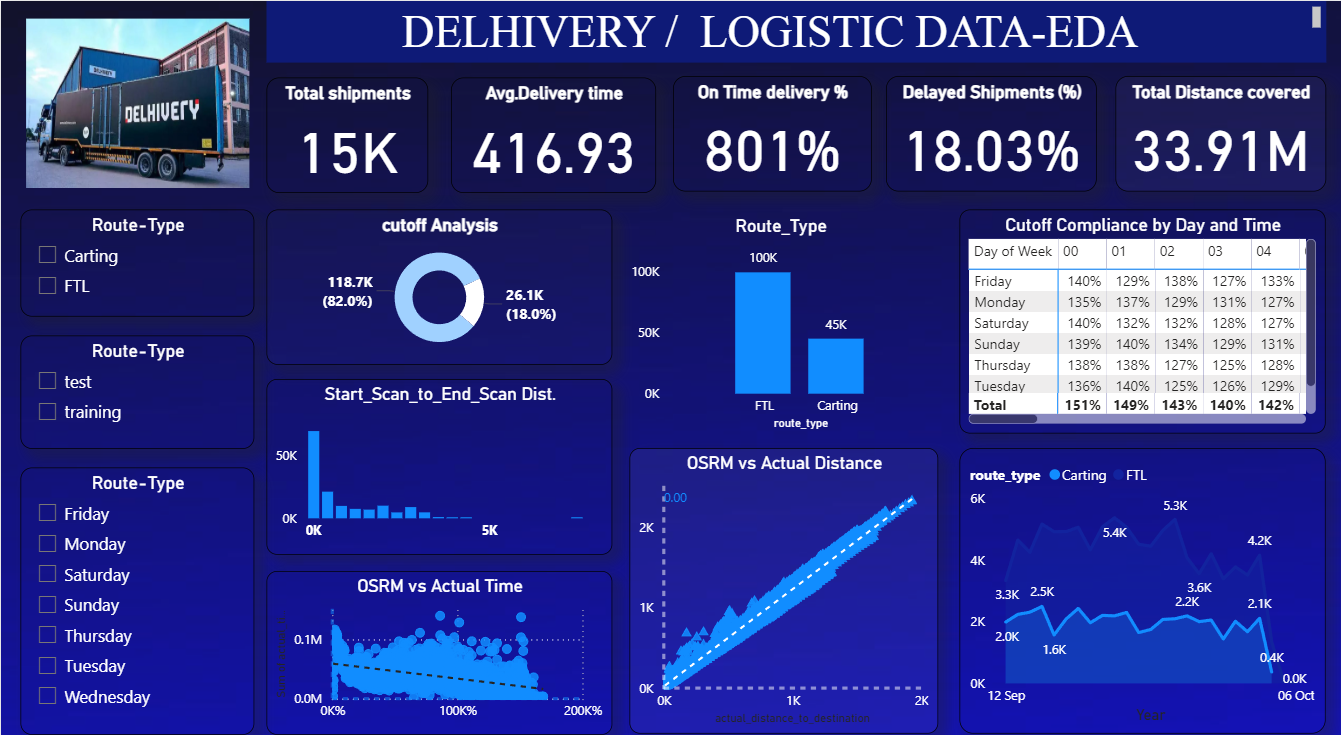 DELHIVERY / LOGISTIC DATA-EDA
DELHIVERY
DELHIVERY
Total shipments
15K
Avg.Delivery time
416.93
On Time delivery %
801%
Delayed Shipments (%)
18.03%
Total Distance covered
33.91M
Route-Type
Carting
FTL
Route-Type
test
training
Route-Type
Friday
Monday
Saturday
Sunday
Thursday
Tuesday
Wednesday
cutoff Analysis
118.7K
(82.0%)
26.1K
(18.0%)
Start_Scan_to_End_Scan Dist.
50K
0K
0K 5K
OSRM vs Actual Time
0.1M
0.0M
0K% 100K% 200K%
Route_Type
100K
100K
50K
45K
0K
FTL Carting
route_type
OSRM vs Actual Distance
0.00
2K
1K
0K
0K 1K 2K
actual_distance_to_destination
Cutoff Compliance by Day and Time
Day of Week 00 01 02 03 04
Friday 140% 129% 138% 127% 133%
Monday 135% 137% 129% 131% 127%
Saturday 140% 132% 132% 128% 127%
Sunday 139% 140% 134% 129% 131%
Thursday 138% 138% 127% 125% 128%
Tuesday 136% 140% 125% 126% 129%
Total 151% 149% 143% 140% 142%
route_type Carting FTL
6K
4K
2K
0K
3.3K
2.5K
2.0K
1.6K
5.4K
5.3K
3.6K
2.2K
4.2K
2.1K
0.4K
0.0K
12 Sep 06 Oct
Year